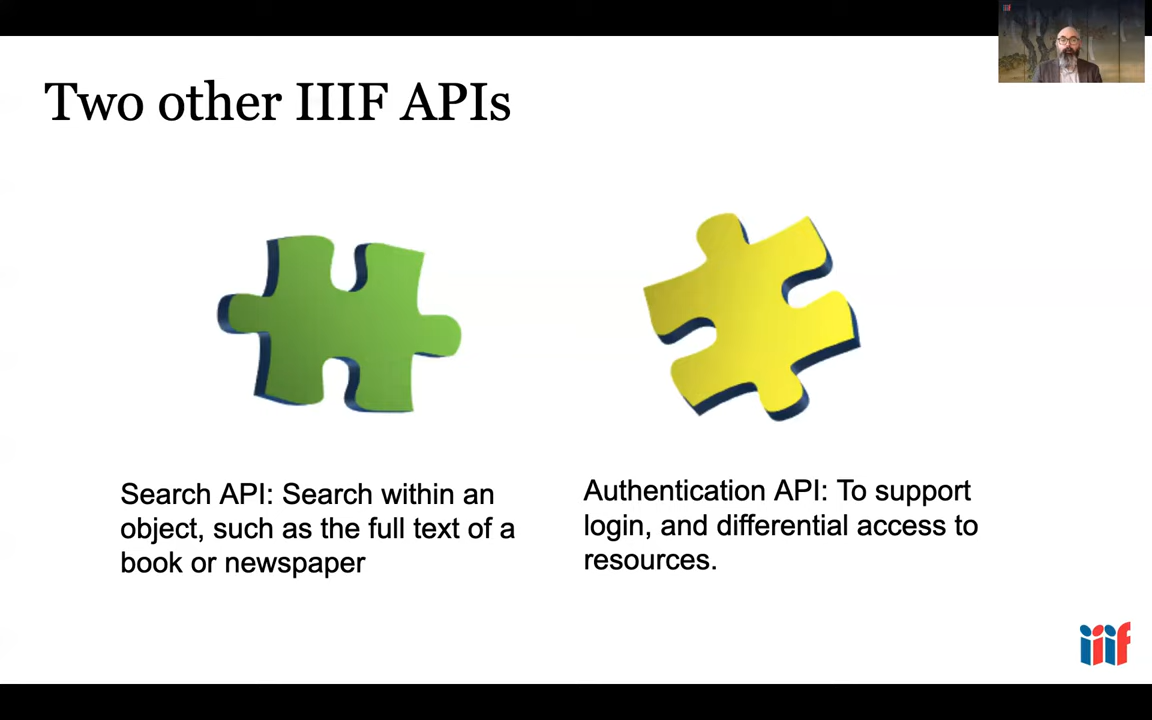 Two other IIIF APIs
Search API: Search within an
object, such as the full text of a
book or newspaper
Authentication API: To support
login, and differential access to
resources.
iiif